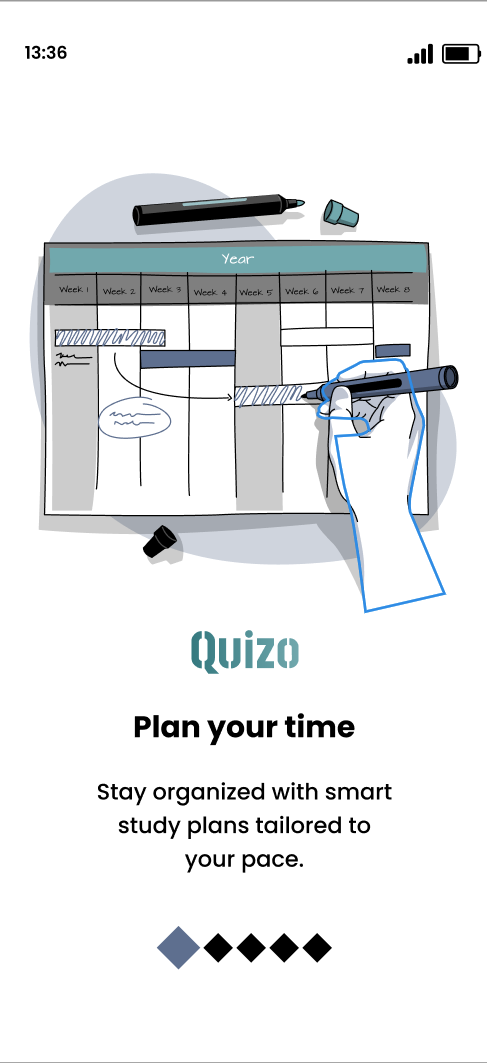 13:36
Year
Week 1 Week 2 Week 3 Week 4 Week 5 Week 6 Week 7 Week 8
Quizo
Plan your time
Stay organized with smart
study plans tailored to
your pace.